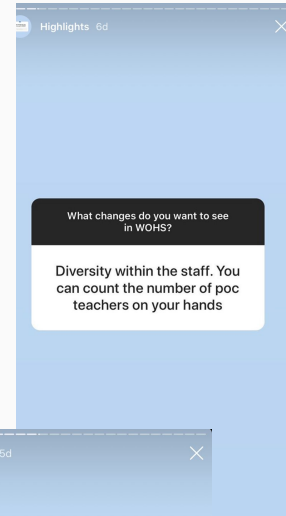 Highlights 6d
What changes do you want to see
in WOHS?
Diversity within the staff. You
can count the number of poc
teachers on your hands
5d